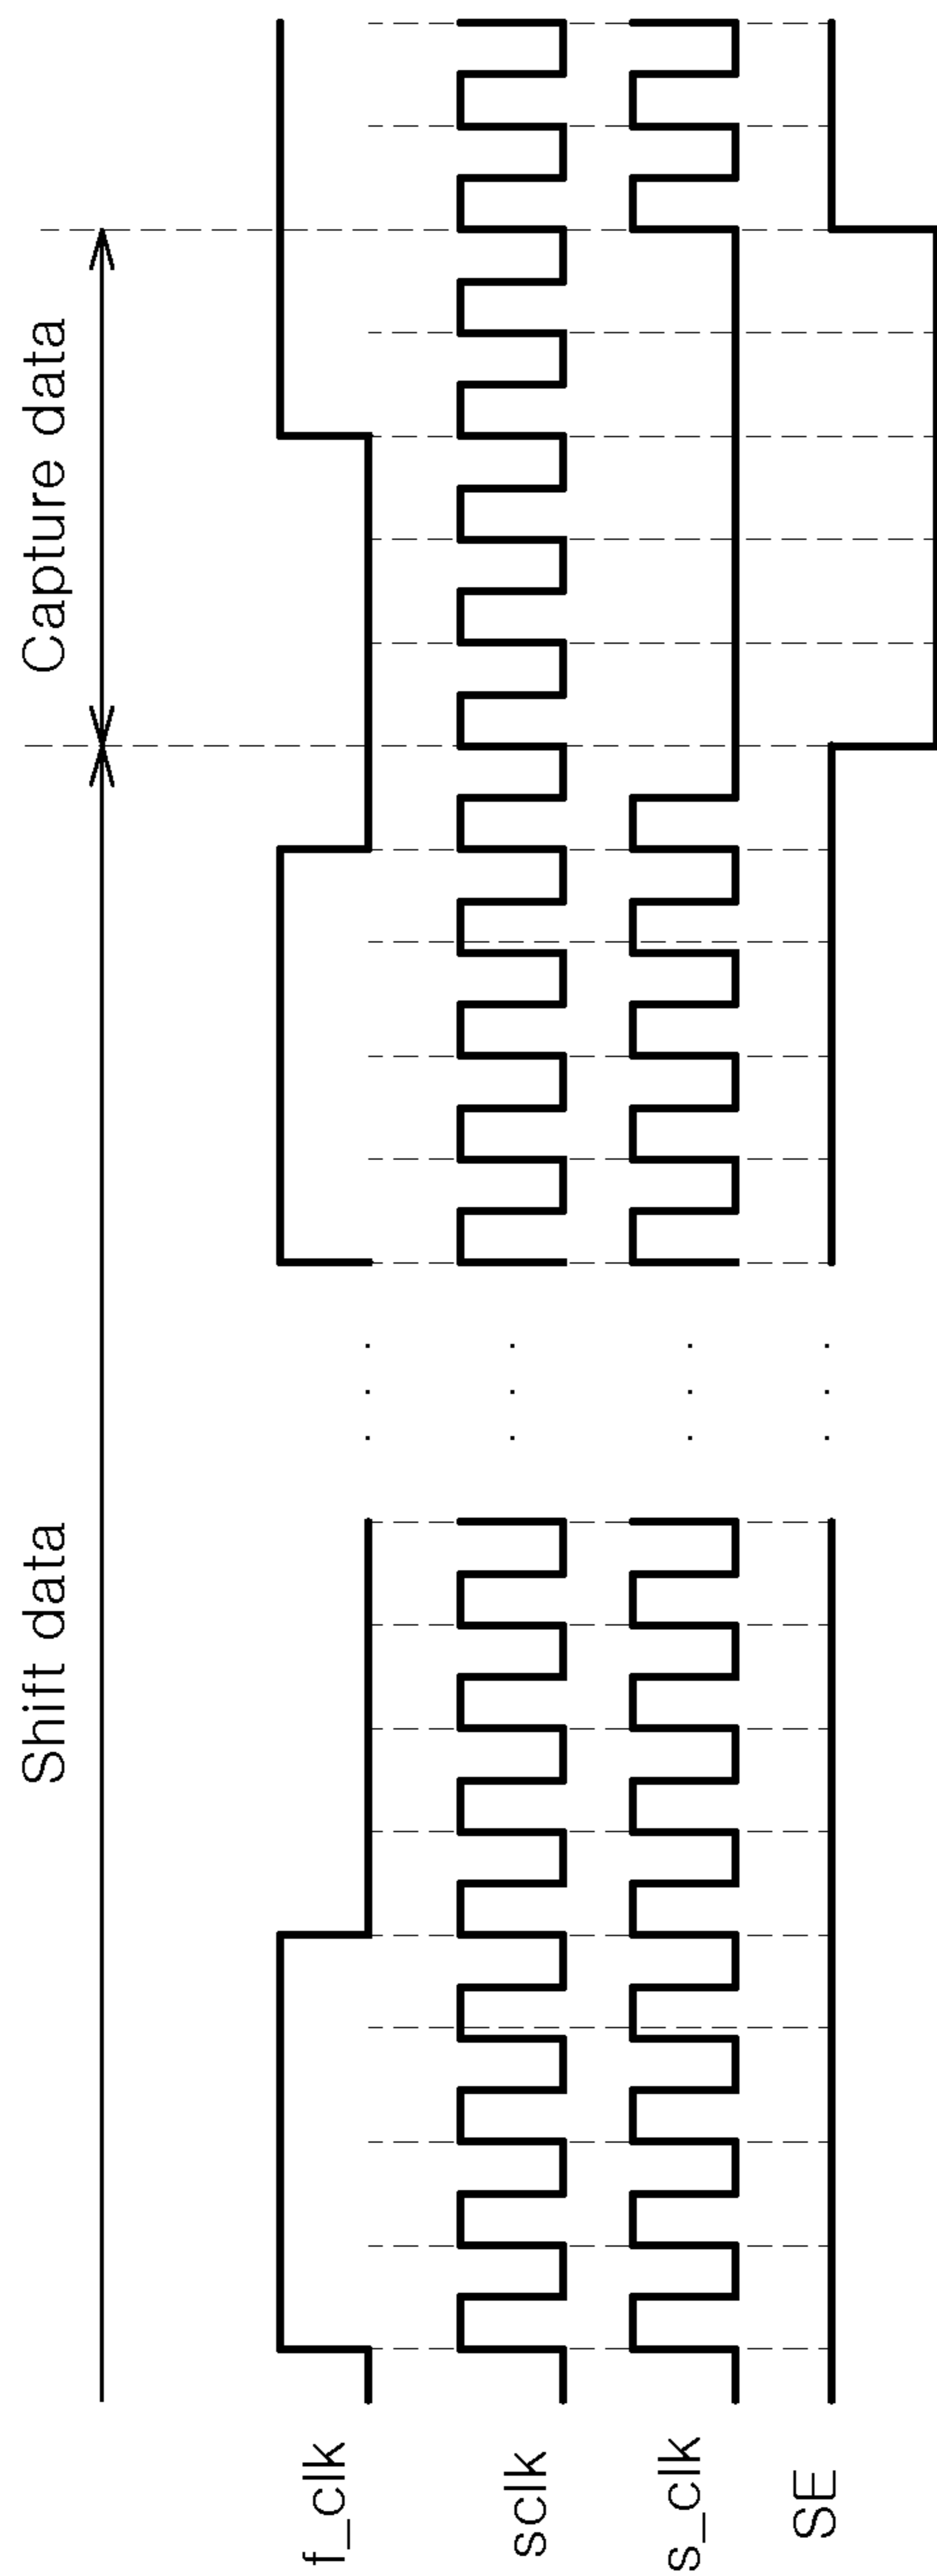 Shift data
Capture data
f_clk
sclk
s_clk
SE